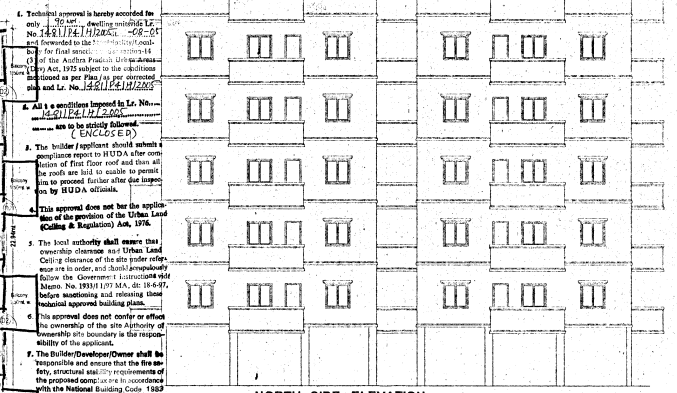 1. Technical approval is hereby accorded for
only 90 Nos. dwelling units vide Lr.
No. 1481/P4/H/2005 -08-05
and forwarded to the Municipality/Local-
body for final sanction section-14
of the Andhra Pradesh Urban Areas
(Dev) Act, 1975 subject to the conditions
mentioned as per Plan/as per corrected
plan and Lr. No. 1481/P4/H/2005
2. All the conditions imposed in Lr. No.
1481/P4/H/2005
are to be strictly followed.
(ENCLOSED)
3. The builder/applicant should submit a
compliance report to HUDA after com-
pletion of first floor roof and than all
the roofs are laid to enable to permit
him to proceed further after due inspec-
on by HUDA officials.
4. This approval does not bar the applica-
tion of the provision of the Urban Land
(Ceiling & Regulation) Act, 1976.
5. The local authority shall ensure that
ownership clearance and Urban Land
Ceiling clearance of the site under refer-
ence are in order, and should scrupulously
follow the Government instructions vide
Memo. No. 1933/11/97 MA, dt: 18-6-97,
before sanctioning and releasing these
technical approved building plans.
6. This approval does not confer or effect
the ownership of the site Authority of
ownership site boundary is the respon-
sibility of the applicant.
7. The Builder/Developer/Owner shall be
responsible and ensure that the fire sa-
fety, structural stability requirements of
the proposed complex are in accordance
with the National Building Code 1983
Balcony
Balcony
Balcony
NORTH SIDE ELEVATION